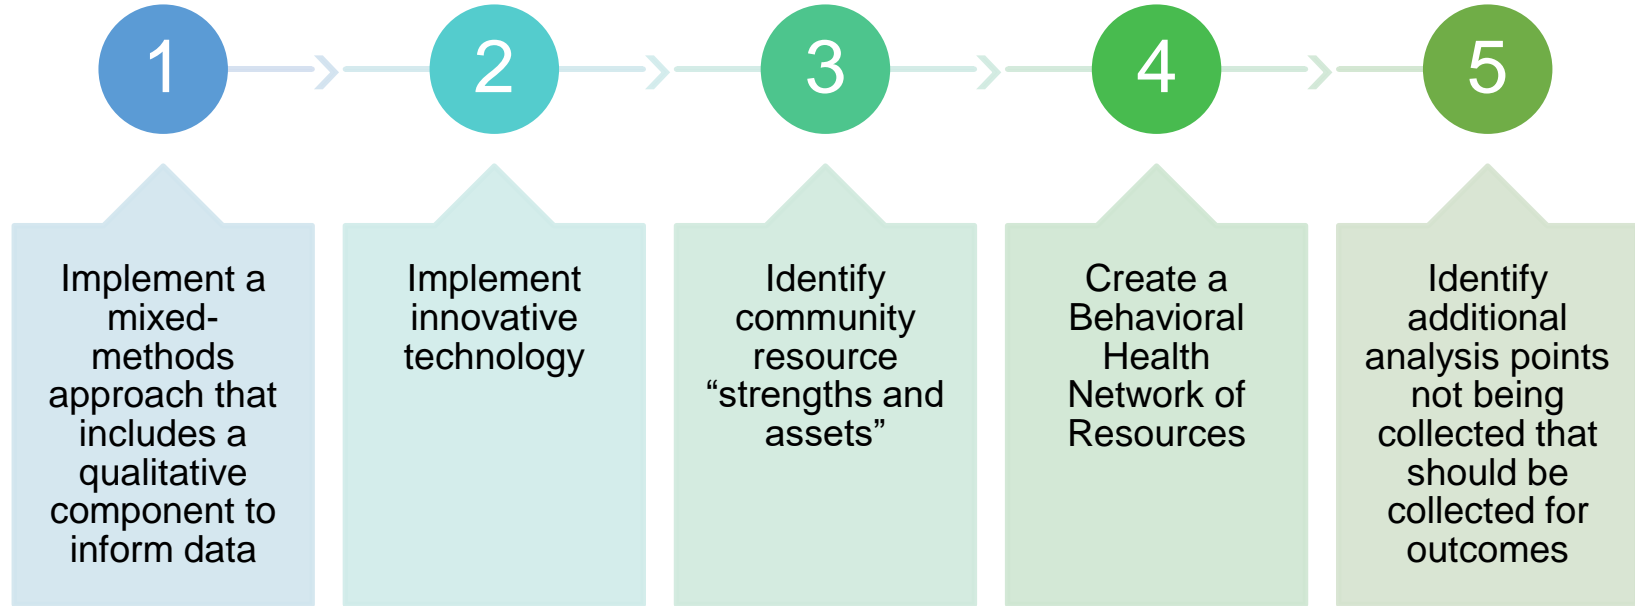 1
Implement a
mixed-
methods
approach that
includes a
qualitative
component to
inform data
2
Implement
innovative
technology
3
Identify
community
resource
“strengths and
assets”
4
Create a
Behavioral
Health
Network of
Resources
5
Identify
additional
analysis points
not being
collected that
should be
collected for
outcomes